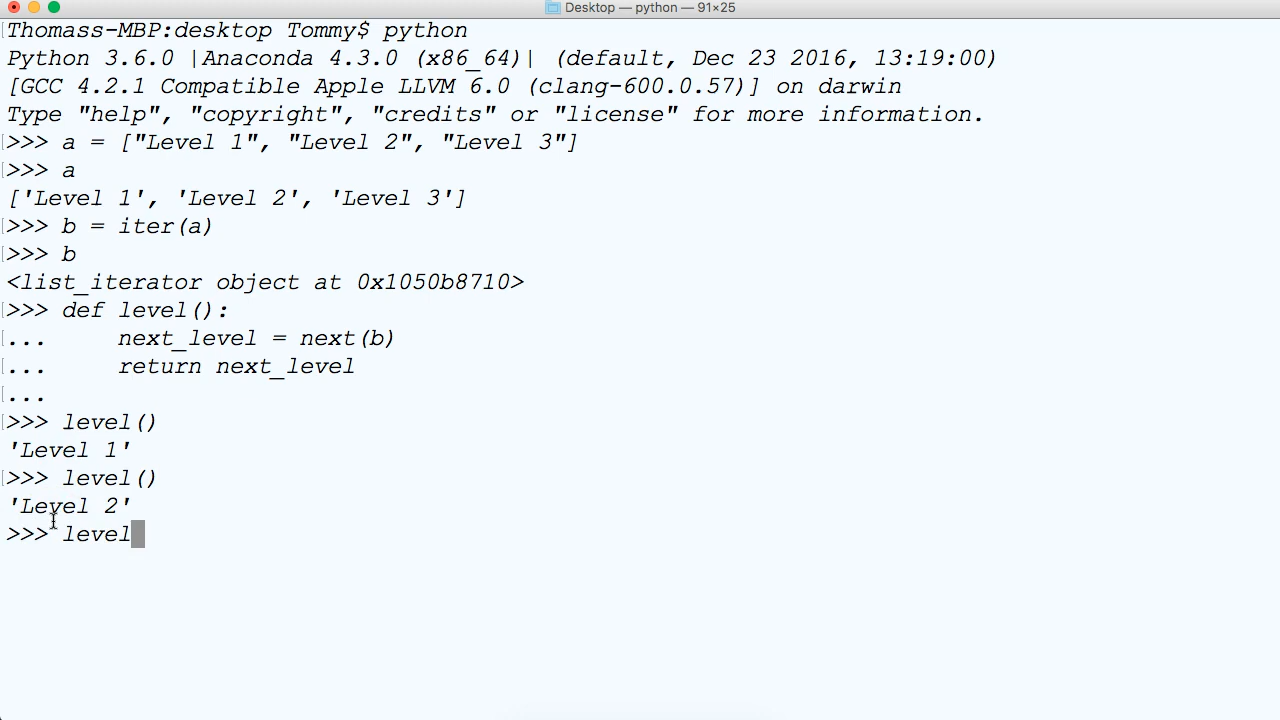 Desktop — python — 91×25
Thomass-MBP:desktop Tommy$ python
Python 3.6.0 |Anaconda 4.3.0 (x86_64)| (default, Dec 23 2016, 13:19:00)
[GCC 4.2.1 Compatible Apple LLVM 6.0 (clang-600.0.57)] on darwin
Type "help", "copyright", "credits" or "license" for more information.
>>> a = ["Level 1", "Level 2", "Level 3"]
>>> a
['Level 1', 'Level 2', 'Level 3']
>>> b = iter(a)
>>> b
<list_iterator object at 0x1050b8710>
>>> def level():
...     next_level = next(b)
...     return next_level
...
>>> level()
'Level 1'
>>> level()
'Level 2'
>>> level